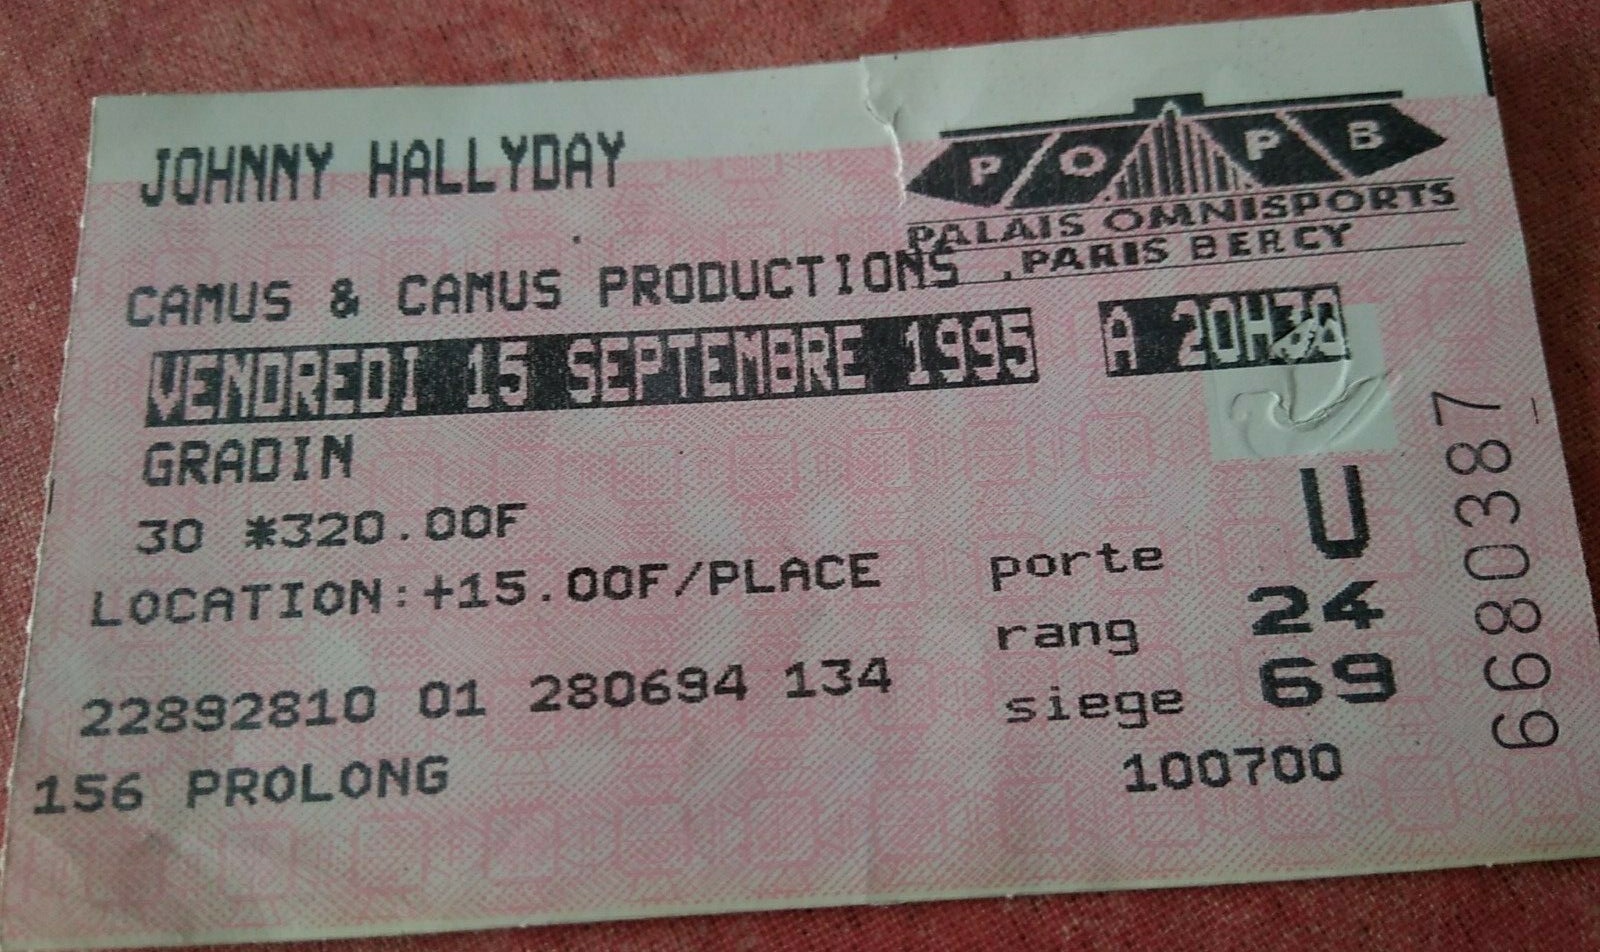 JOHNNY HALLYDAY
P O P B
PALAIS OMNISPORTS
PARIS BERCY
CAMUS & CAMUS PRODUCTIONS
VENDREDI 15 SEPTEMBRE 1995 A 20H30
GRADIN
30 *320.00F
LOCATION:+15.00F/PLACE
porte U
rang 24
siege 69
22892810 01 280694 134
156 PROLONG
100700
6680387